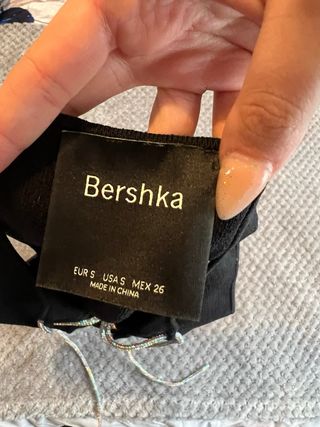 Bershka
EUR S USA S MEX 26
MADE IN CHINA